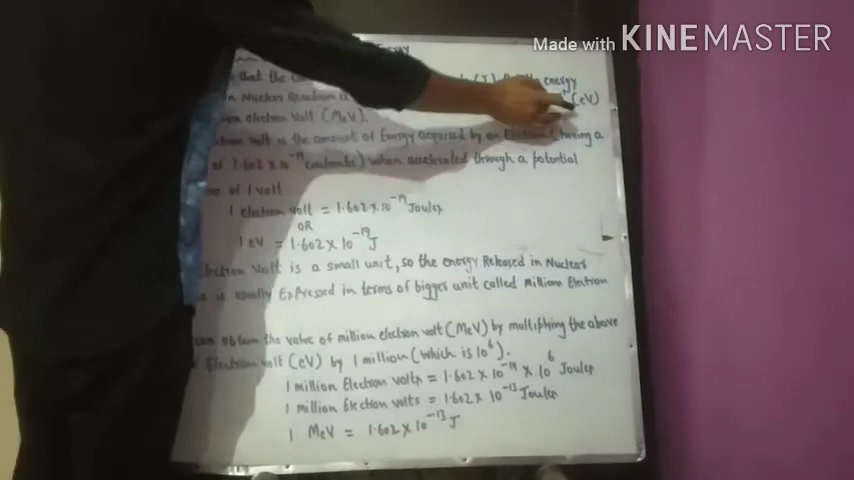 Made with KINEMASTER
that the
energy
in Nuclear Reaction is (eV)
electron Volt (MeV).
Volt is the amount of Energy acquired by an Electron (having a
of 1.602 × 10⁻¹⁹ coulombs) when accelerated through a potential
of 1 volt
1 electron volt = 1.602 × 10⁻¹⁹ Joules
OR
1 eV = 1.602 × 10⁻¹⁹ J
Electron Volt is a small unit, so the energy Released in Nuclear
is usually Expressed in terms of bigger unit called Million Electron
can obtain the value of million electron volt (MeV) by multiplying the above
Electron volt (eV) by 1 million (which is 10⁶).
1 million Electron volts = 1.602 × 10⁻¹⁹ × 10⁶ Joules
1 million Electron volts = 1.602 × 10⁻¹³ Joules
1 MeV = 1.602 × 10⁻¹³ J